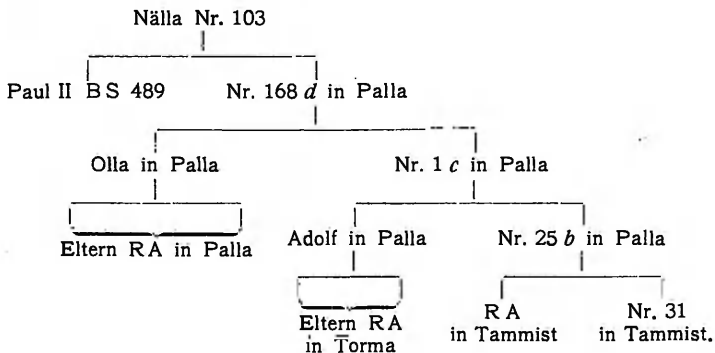 Nälla Nr. 103
Paul II BS 489 Nr. 168 d in Palla
Olla in Palla Nr. 1 c in Palla
Eltern RA in Palla Adolf in Palla Nr. 25 b in Palla
Eltern RA RA Nr. 31
in Torma in Tammist in Tammist.